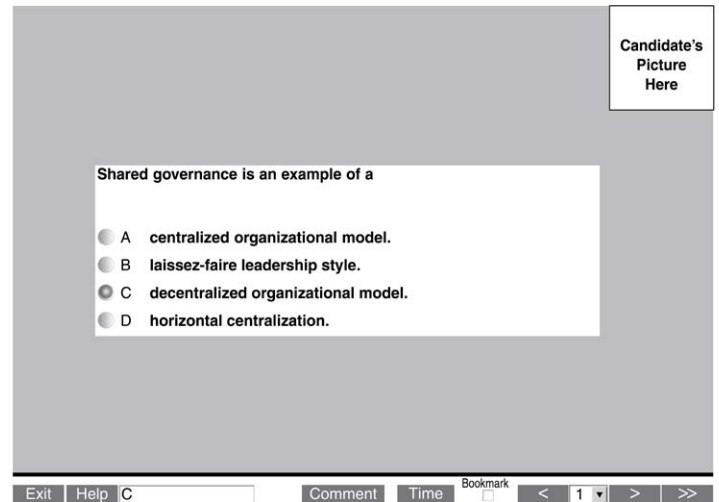 Candidate's
Picture
Here
Shared governance is an example of a
A centralized organizational model.
B laissez-faire leadership style.
C decentralized organizational model.
D horizontal centralization.
Bookmark
Exit Help C Comment Time < 1 > >>